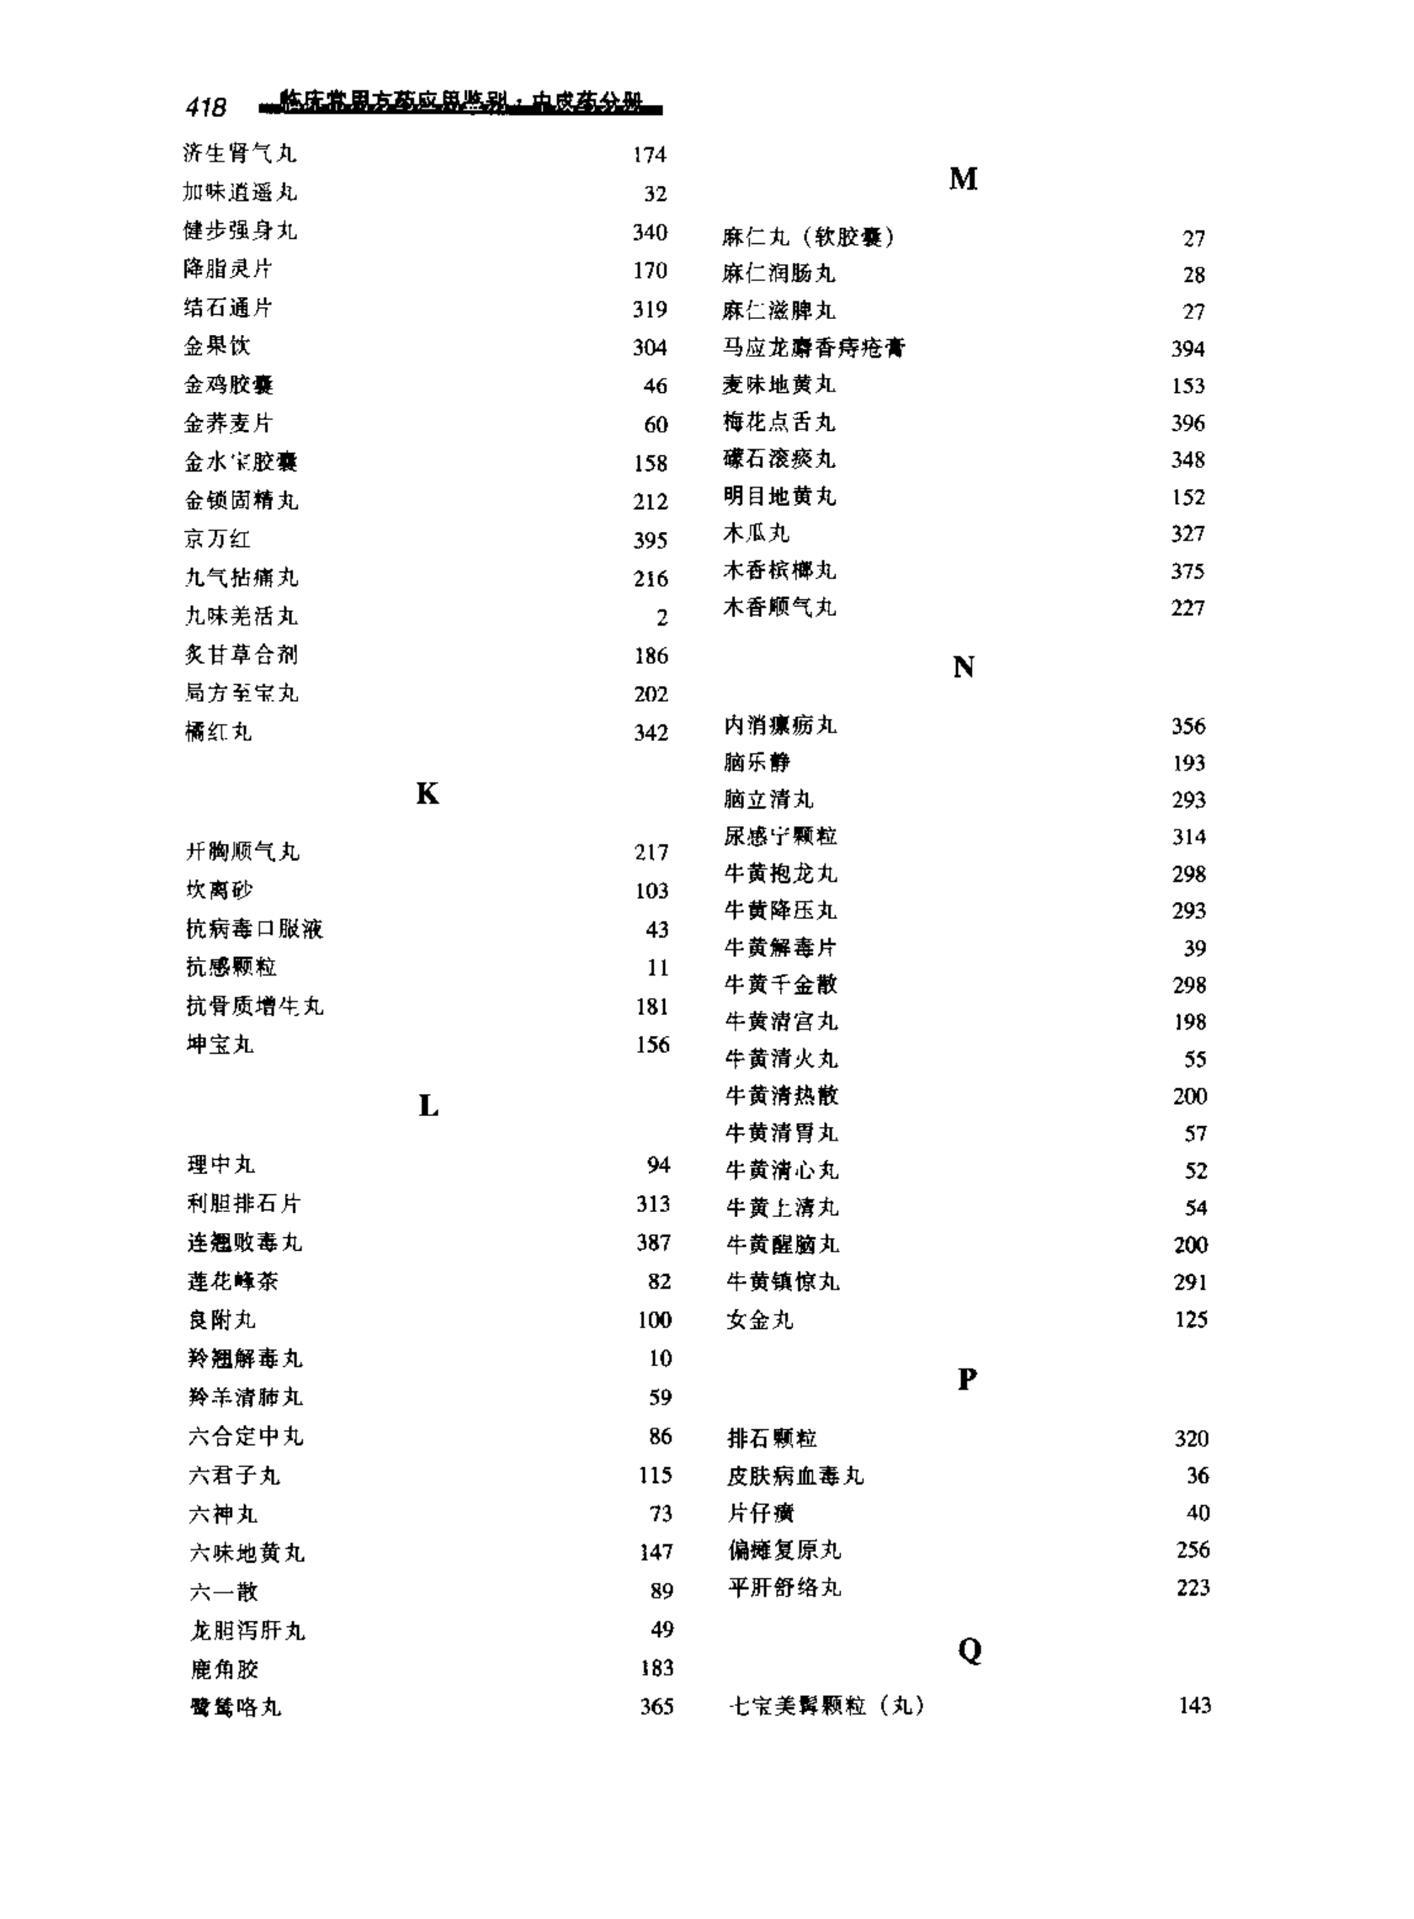 418 临床常用方药应用鉴别·中成药分册
济生肾气丸 174
加味逍遥丸 32
健步强身丸 340
降脂灵片 170
结石通片 319
金果饮 304
金鸡胶囊 46
金荞麦片 60
金水宝胶囊 158
金锁固精丸 212
京万红 395
九气拈痛丸 216
九味羌活丸 2
炙甘草合剂 186
局方至宝丸 202
橘红丸 342
K
开胸顺气丸 217
坎离砂 103
抗病毒口服液 43
抗感颗粒 11
抗骨质增生丸 181
坤宝丸 156
L
理中丸 94
利胆排石片 313
连翘败毒丸 387
莲花峰茶 82
良附丸 100
羚翘解毒丸 10
羚羊清肺丸 59
六合定中丸 86
六君子丸 115
六神丸 73
六味地黄丸 147
六一散 89
龙胆泻肝丸 49
鹿角胶 183
鹭鸶咯丸 365
M
麻仁丸（软胶囊） 27
麻仁润肠丸 28
麻仁滋脾丸 27
马应龙麝香痔疮膏 394
麦味地黄丸 153
梅花点舌丸 396
礞石滚痰丸 348
明目地黄丸 152
木瓜丸 327
木香槟榔丸 375
木香顺气丸 227
N
内消瘰疬丸 356
脑乐静 193
脑立清丸 293
尿感宁颗粒 314
牛黄抱龙丸 298
牛黄降压丸 293
牛黄解毒片 39
牛黄千金散 298
牛黄清宫丸 198
牛黄清火丸 55
牛黄清热散 200
牛黄清胃丸 57
牛黄清心丸 52
牛黄上清丸 54
牛黄醒脑丸 200
牛黄镇惊丸 291
女金丸 125
P
排石颗粒 320
皮肤病血毒丸 36
片仔癀 40
偏瘫复原丸 256
平肝舒络丸 223
Q
七宝美髯颗粒（丸） 143